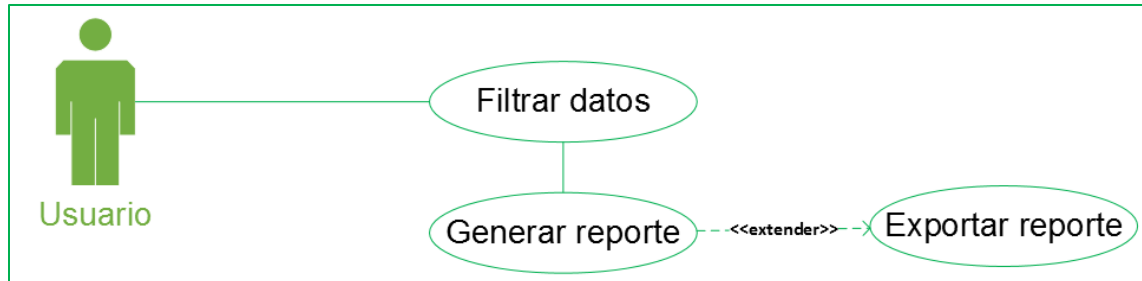 Filtrar datos
Usuario
Generar reporte
<<extender>>
Exportar reporte